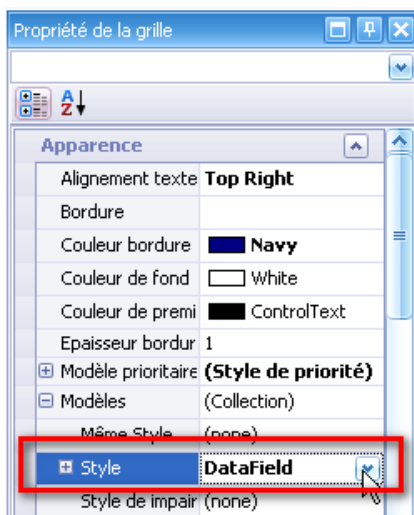 Propriété de la grille
A
Z
Apparence
Alignement texte Top Right
Bordure
Couleur bordure Navy
Couleur de fond White
Couleur de premi ControlText
Epaisseur bordur 1
Modèle prioritaire (Style de priorité)
Modèles (Collection)
Même Style (none)
Style DataField
Style de impair (none)